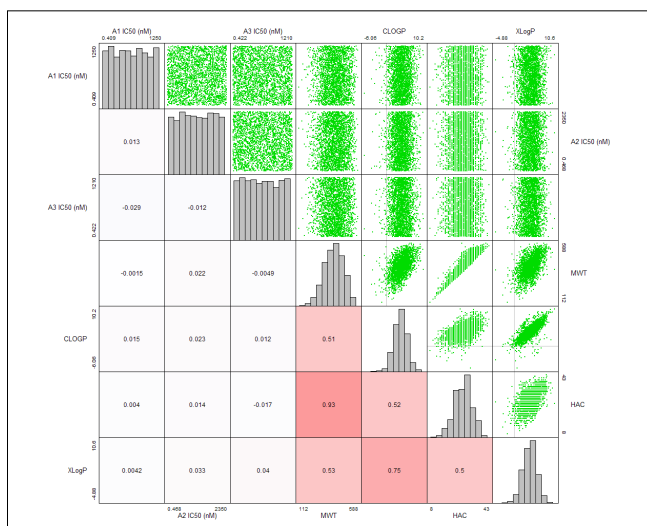 A1 IC50 (nM) A3 IC50 (nM) CLOGP XLogP
0.409 1250 0.422 1210 -6.06 10.2 -4.88 10.6
A1 IC50 (nM) 0.409 1250
0.013 A2 IC50 (nM) 0.468 2350
A3 IC50 (nM) 0.422 1210 -0.029 -0.012
-0.0015 0.022 -0.0049 MWT 112 588
CLOGP -6.06 10.2 0.015 0.023 0.012 0.51
0.004 0.014 -0.017 0.93 0.52 HAC 0 43
XLogP -4.88 10.6 0.0042 0.033 0.04 0.53 0.75 0.5
0.468 2350 112 588 0 43
A2 IC50 (nM) MWT HAC